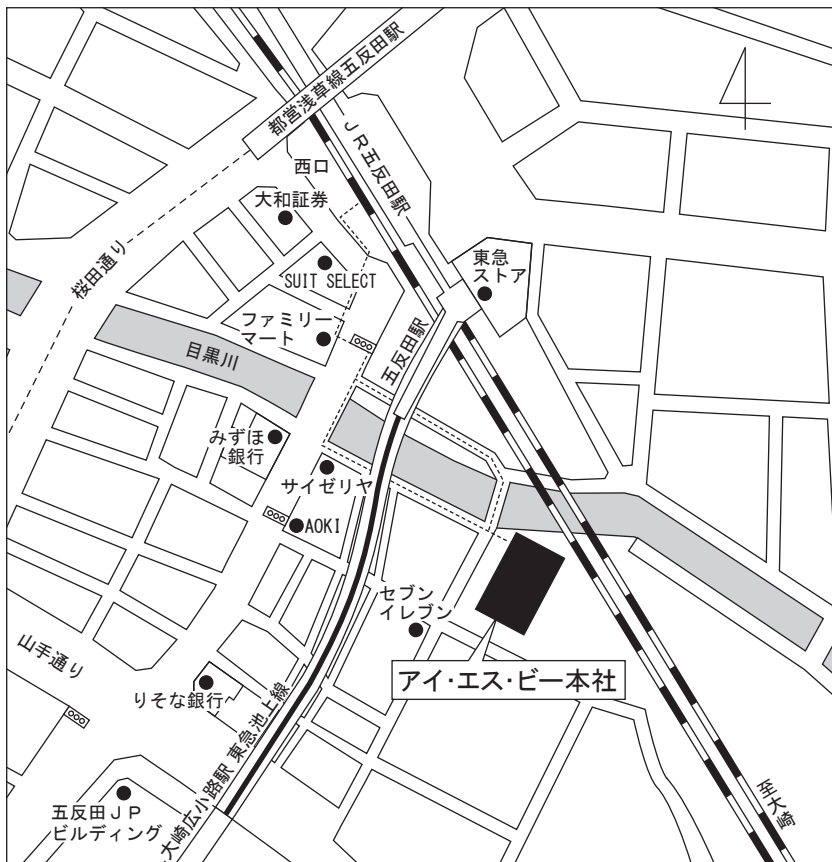 都営浅草線五反田駅
JR五反田駅
西口
大和証券
桜田通り
SUIT SELECT
東急
ストア
ファミリー
マート
五反田駅
目黒川
みずほ
銀行
サイゼリヤ
AOKI
セブン
イレブン
山手通り
アイ・エス・ビー本社
りそな銀行
大崎広小路駅 東急池上線
五反田JP
ビルディング
至大崎